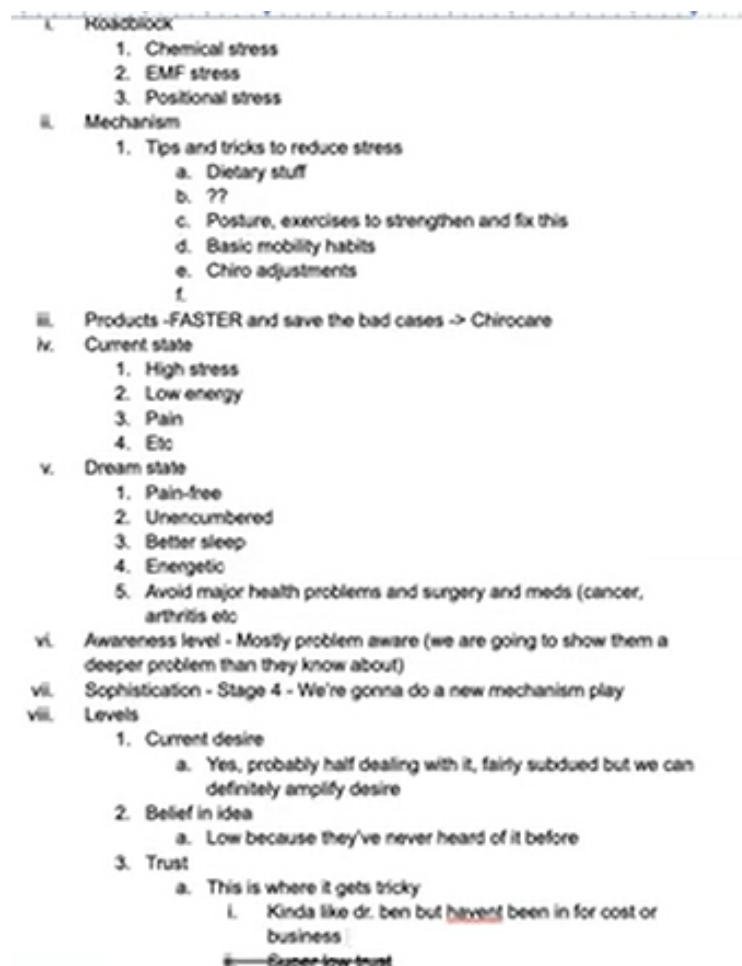 i. Roadblock
1. Chemical stress
2. EMF stress
3. Positional stress
ii. Mechanism
1. Tips and tricks to reduce stress
a. Dietary stuff
b. ??
c. Posture, exercises to strengthen and fix this
d. Basic mobility habits
e. Chiro adjustments
f.
iii. Products -FASTER and save the bad cases -> Chirocare
iv. Current state
1. High stress
2. Low energy
3. Pain
4. Etc
v. Dream state
1. Pain-free
2. Unencumbered
3. Better sleep
4. Energetic
5. Avoid major health problems and surgery and meds (cancer,
arthritis etc
vi. Awareness level - Mostly problem aware (we are going to show them a
deeper problem than they know about)
vii. Sophistication - Stage 4 - We're gonna do a new mechanism play
viii. Levels
1. Current desire
a. Yes, probably half dealing with it, fairly subdued but we can
definitely amplify desire
2. Belief in idea
a. Low because they've never heard of it before
3. Trust
a. This is where it gets tricky
i. Kinda like dr. ben but havent been in for cost or
business
ii. Super low trust